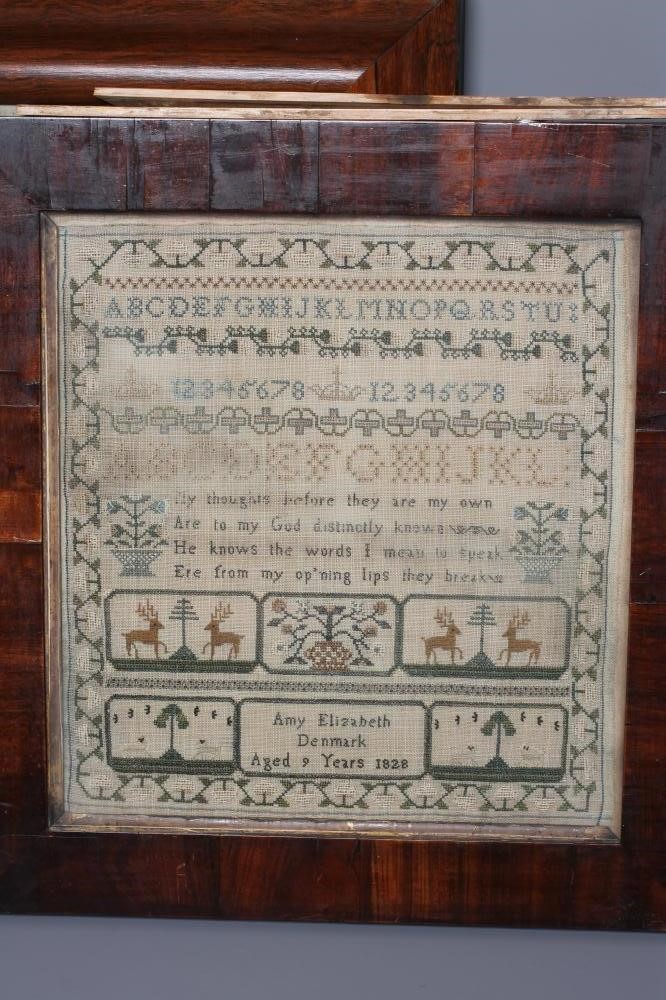 ABCDEFGHIJKLMNOPQRSTU
12345678 12345678
ABCDEFGHIJKL
My thoughts before they are my own
Are to my God distinctly known
He knows the words I mean to speak
Ere from my op'ning lips they break
Amy Elizabeth
Denmark
Aged 9 Years 1828